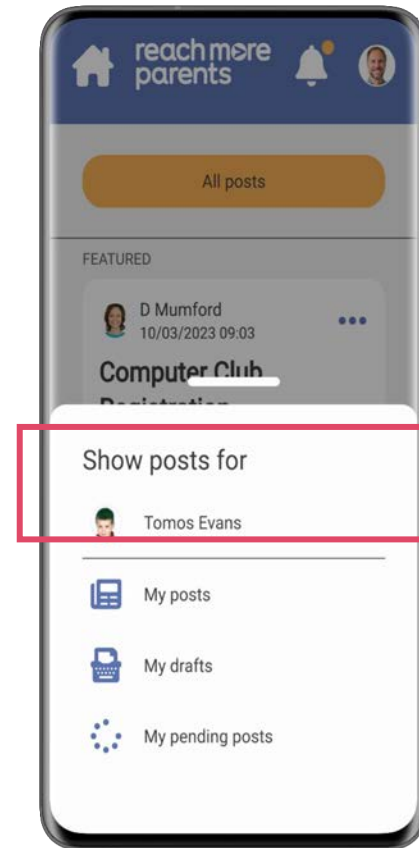 reach more
parents
All posts
FEATURED
D Mumford
10/03/2023 09:03
Computer Club
Registration
Show posts for
Tomos Evans
My posts
My drafts
My pending posts